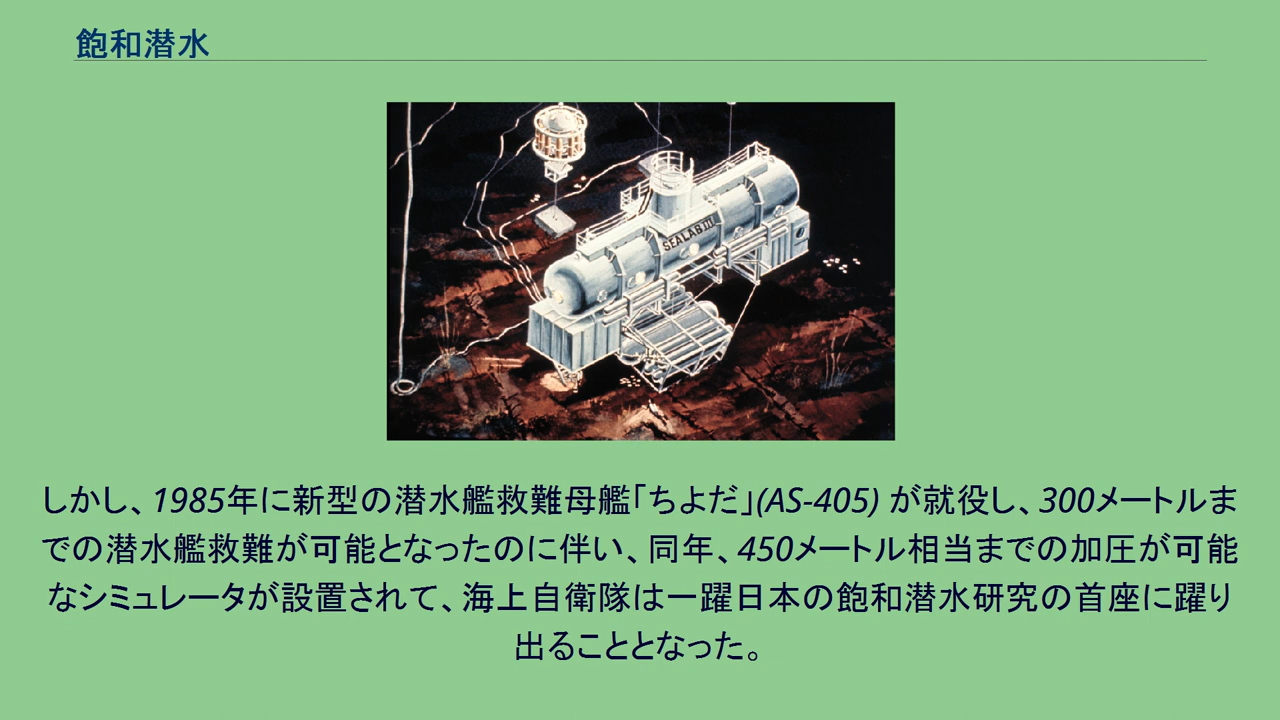 飽和潜水
SEALAB III
しかし、1985年に新型の潜水艦救難母艦「ちよだ」(AS-405) が就役し、300メートルま
での潜水艦救難が可能となったのに伴い、同年、450メートル相当までの加圧が可能
なシミュレータが設置されて、海上自衛隊は一躍日本の飽和潜水研究の首座に躍り
出ることとなった。